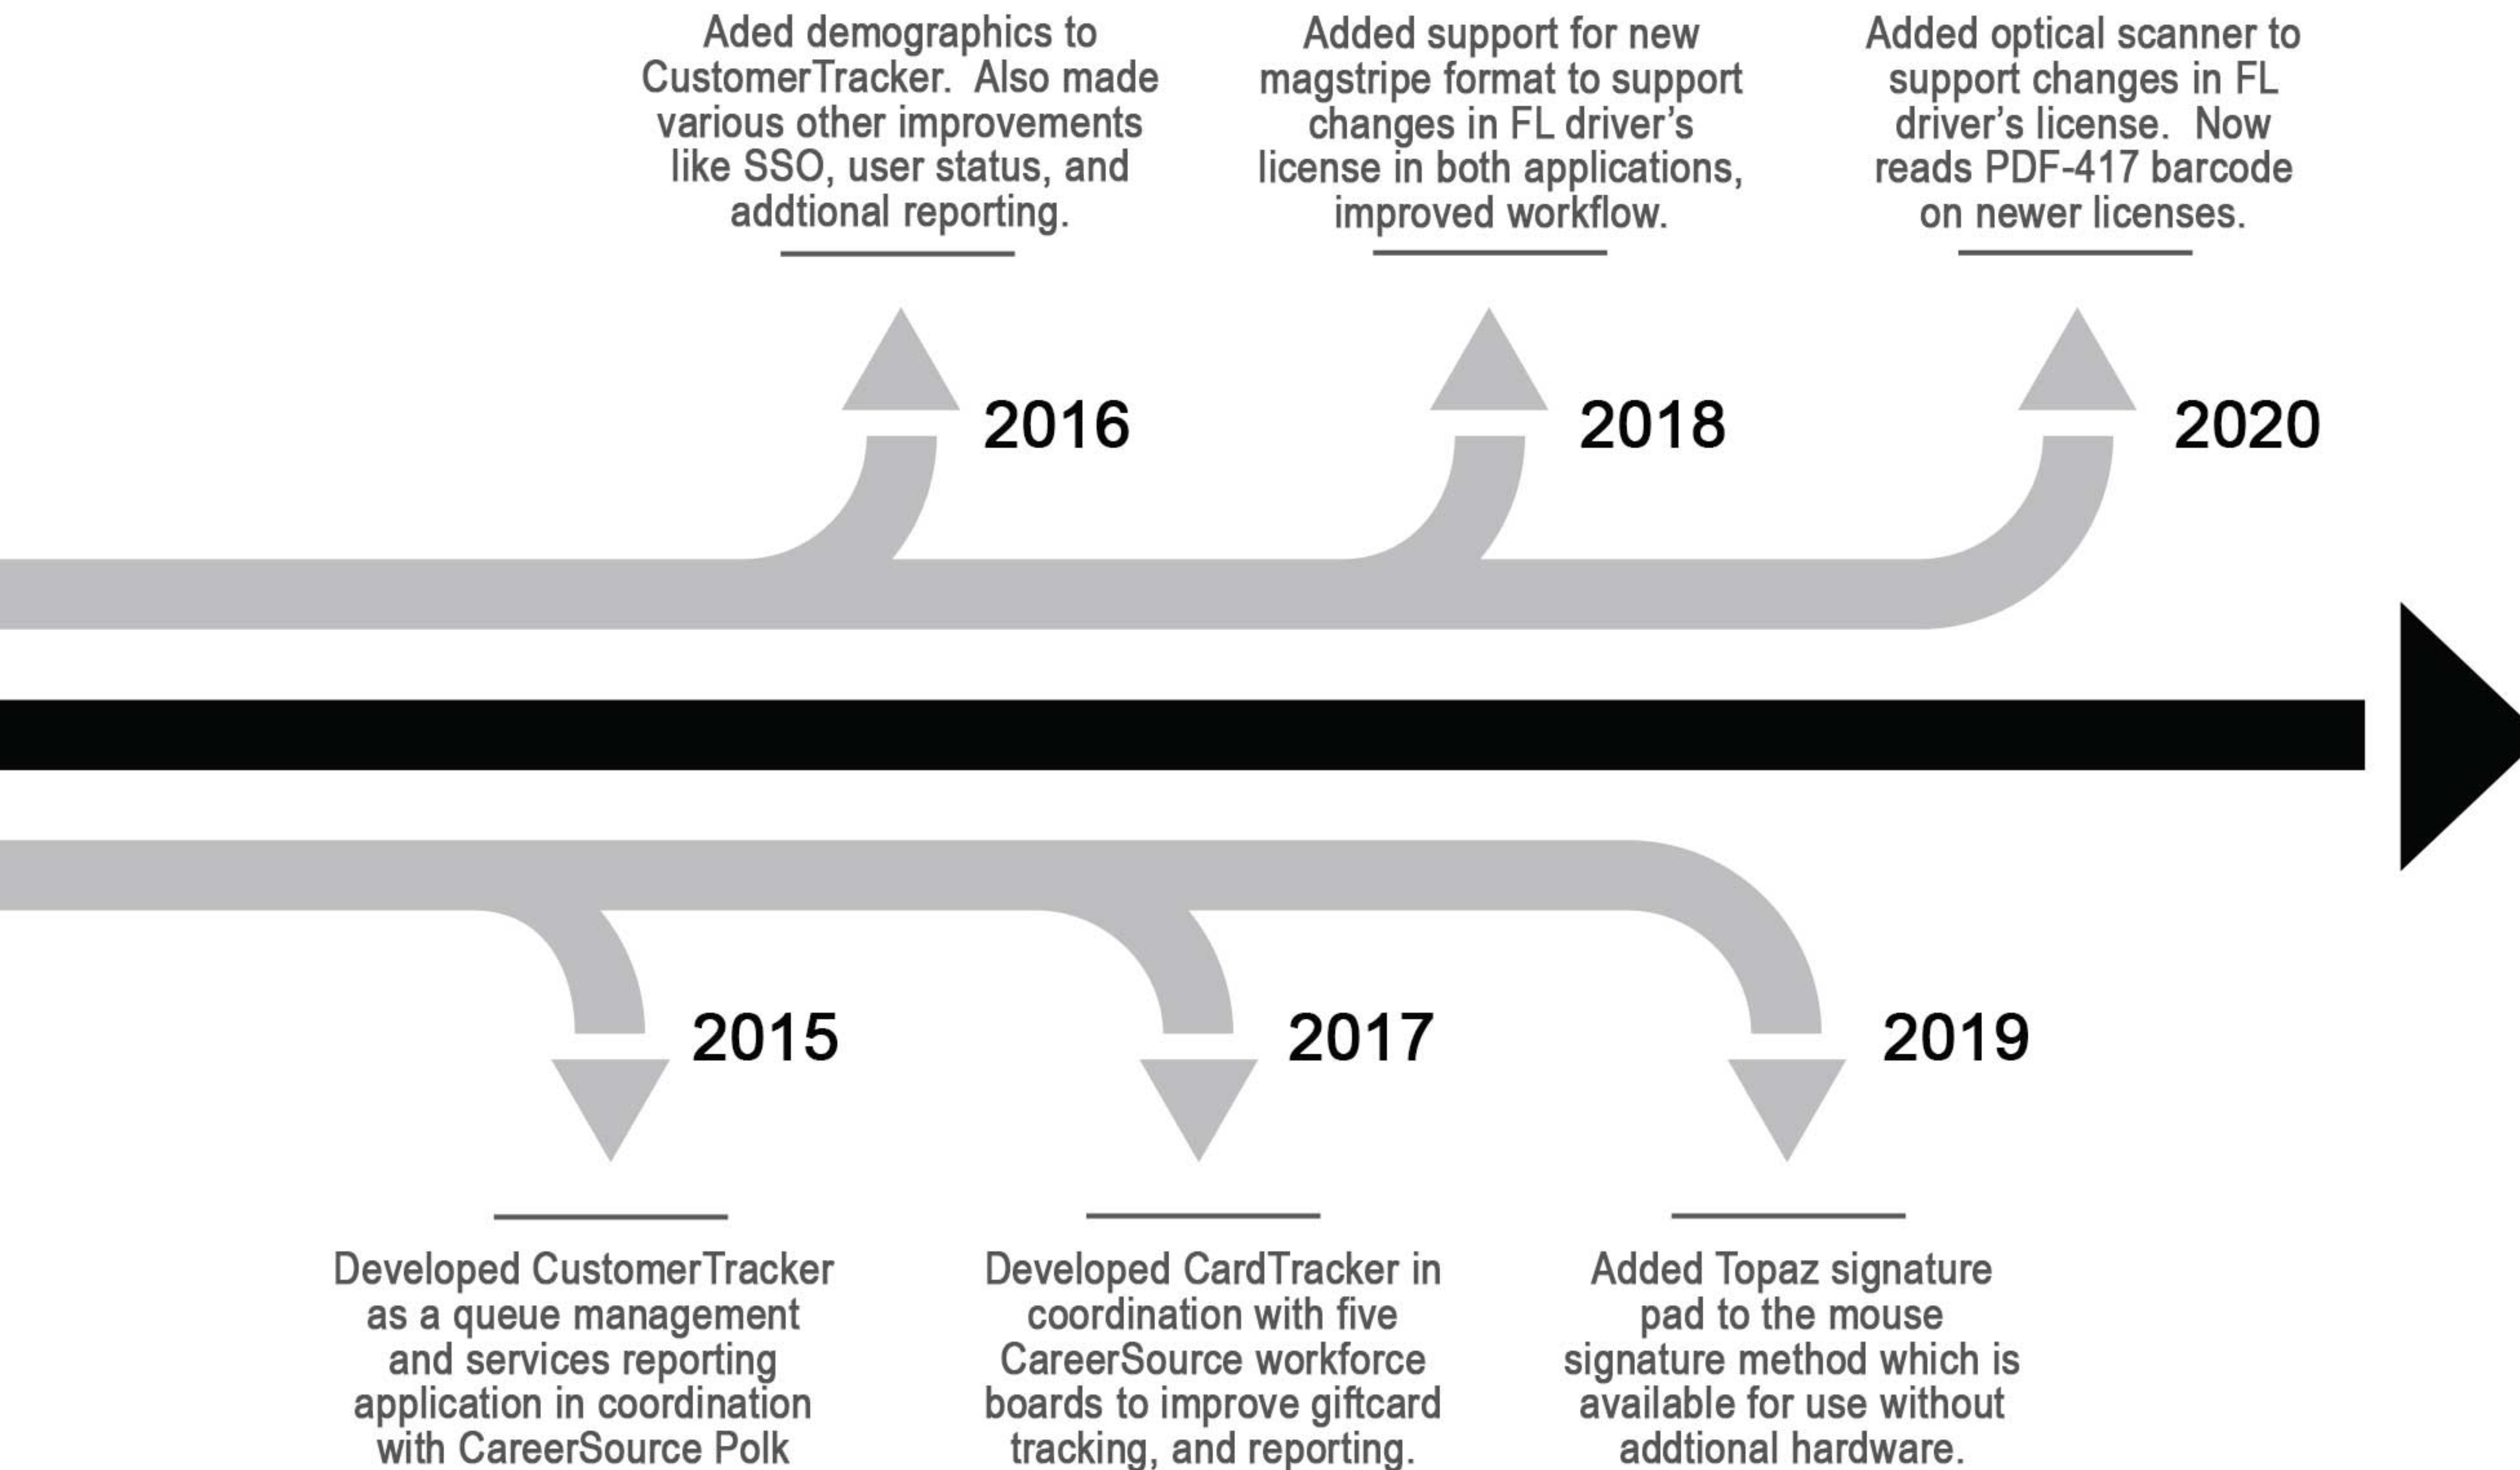 Aded demographics to
CustomerTracker.  Also made
various other improvements
like SSO, user status, and
addtional reporting.
Added support for new
magstripe format to support
changes in FL driver's
license in both applications,
improved workflow.
Added optical scanner to
support changes in FL
driver's license.  Now
reads PDF-417 barcode
on newer licenses.
2016
2018
2020
2015
2017
2019
Developed CustomerTracker
as a queue management
and services reporting
application in coordination
with CareerSource Polk
Developed CardTracker in
coordination with five
CareerSource workforce
boards to improve giftcard
tracking, and reporting.
Added Topaz signature
pad to the mouse
signature method which is
available for use without
addtional hardware.